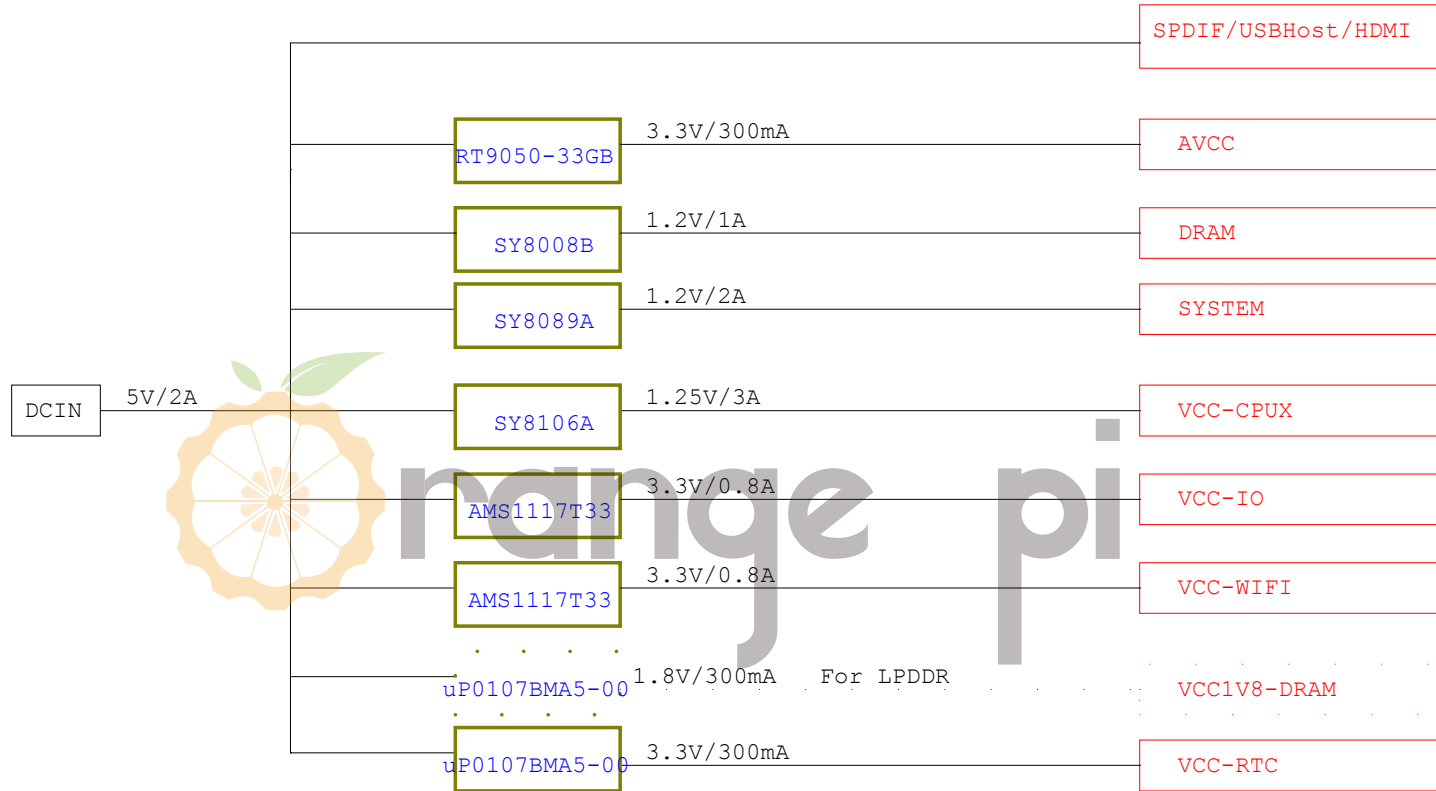 SPDIF/USBHost/HDMI
RT9050-33GB 3.3V/300mA AVCC
SY8008B 1.2V/1A DRAM
SY8089A 1.2V/2A SYSTEM
DCIN 5V/2A SY8106A 1.25V/3A VCC-CPUX
range pi
AMS1117T33 3.3V/0.8A VCC-IO
AMS1117T33 3.3V/0.8A VCC-WIFI
uP0107BMA5-00 1.8V/300mA For LPDDR VCC1V8-DRAM
uP0107BMA5-00 3.3V/300mA VCC-RTC